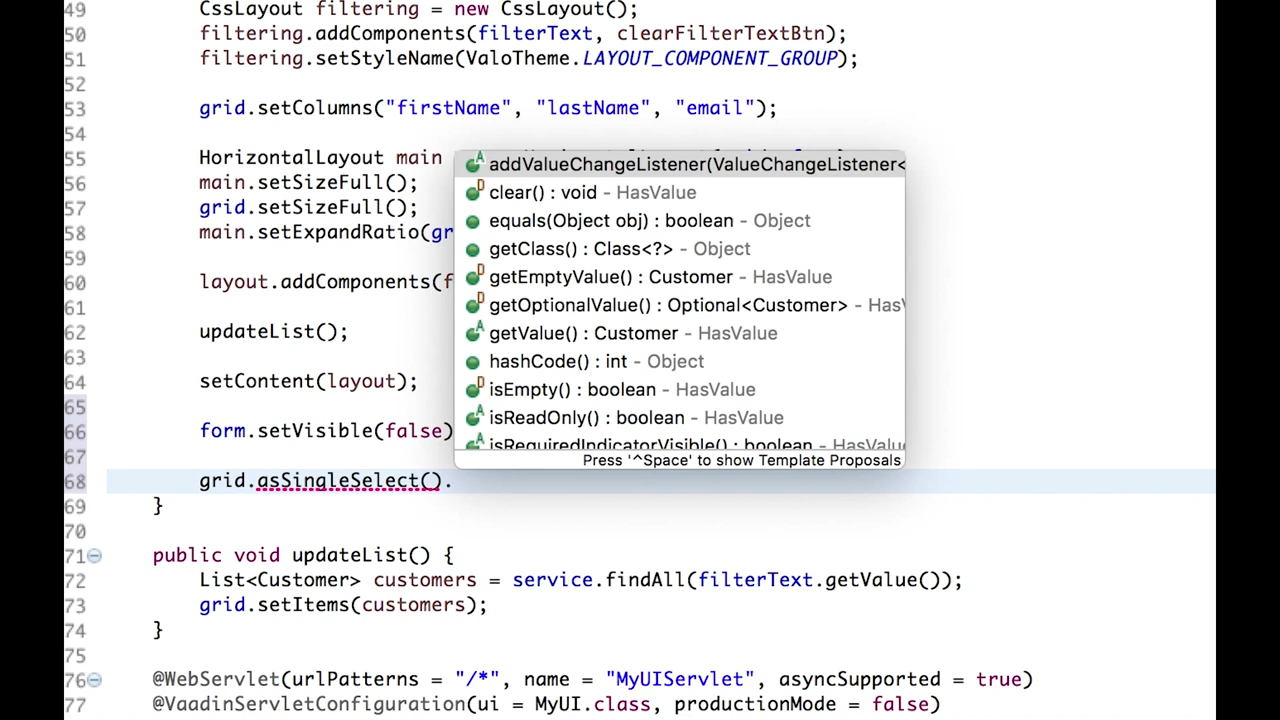 49 CssLayout filtering = new CssLayout();
50 filtering.addComponents(filterText, clearFilterTextBtn);
51 filtering.setStyleName(ValoTheme.LAYOUT_COMPONENT_GROUP);
52
53 grid.setColumns("firstName", "lastName", "email");
54
55 HorizontalLayout main
56 main.setSizeFull();
57 grid.setSizeFull();
58 main.setExpandRatio(gr
59
60 layout.addComponents(f
61
62 updateList();
63
64 setContent(layout);
65
66 form.setVisible(false)
67
68 grid.asSingleSelect().
69 }
70
71 public void updateList() {
72 List<Customer> customers = service.findAll(filterText.getValue());
73 grid.setItems(customers);
74 }
75
76 @WebServlet(urlPatterns = "/*", name = "MyUIServlet", asyncSupported = true)
77 @VaadinServletConfiguration(ui = MyUI.class, productionMode = false)
addValueChangeListener(ValueChangeListener<
clear() : void - HasValue
equals(Object obj) : boolean - Object
getClass() : Class<?> - Object
getEmptyValue() : Customer - HasValue
getOptionalValue() : Optional<Customer> - HasV
getValue() : Customer - HasValue
hashCode() : int - Object
isEmpty() : boolean - HasValue
isReadOnly() : boolean - HasValue
isRequiredIndicatorVisible() : boolean - HasValue
Press '^Space' to show Template Proposals